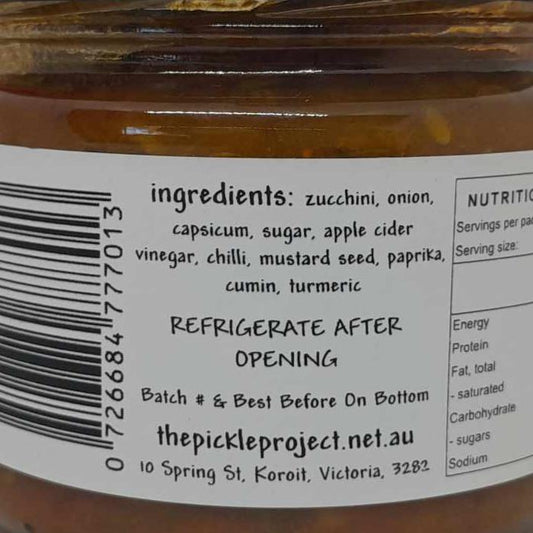 ingredients: zucchini, onion,
capsicum, sugar, apple cider
vinegar, chilli, mustard seed, paprika,
cumin, turmeric
REFRIGERATE AFTER
OPENING
Batch # & Best Before On Bottom
thepickleproject.net.au
10 Spring St, Koroit, Victoria, 3282
0 726684 777013
Servings per
Serving size:
Energy
Protein
Fat, total
- saturated
Carbohydrate
- sugars
Sodium